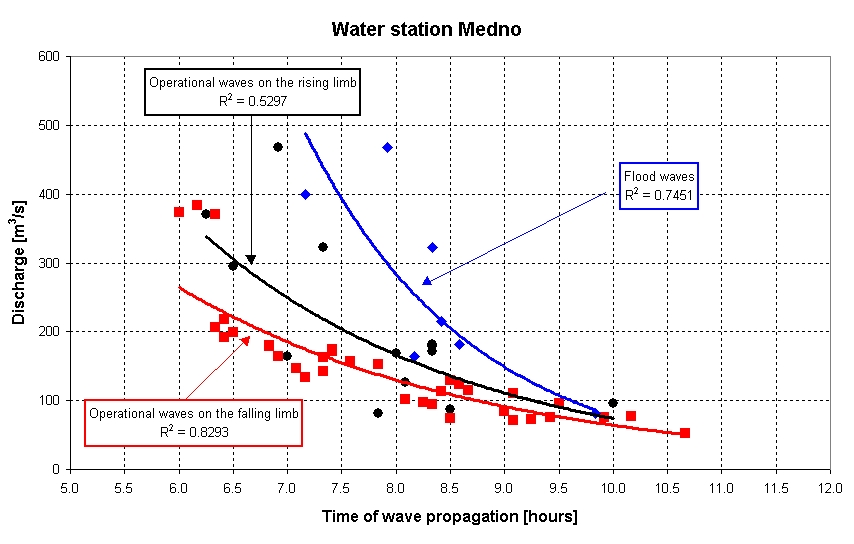 Water station Medno
600
500
400
300
200
100
0
Discharge [m³/s]
Operational waves on the rising limb
R² = 0.5297
Flood waves
R² = 0.7451
Operational waves on the falling limb
R² = 0.8293
5.0 5.5 6.0 6.5 7.0 7.5 8.0 8.5 9.0 9.5 10.0 10.5 11.0 11.5 12.0
Time of wave propagation [hours]